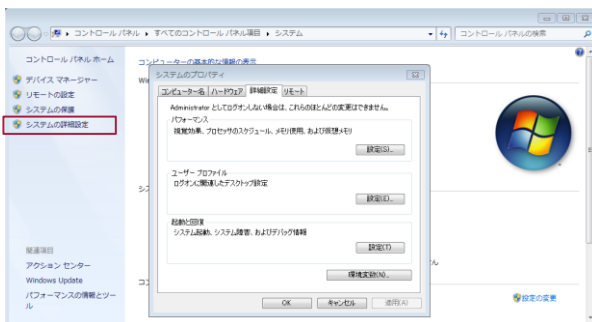 コントロール パネル ▸ すべてのコントロール パネル項目 ▸ システム
コントロール パネルの検索
コントロール パネル ホーム
デバイス マネージャー
リモートの設定
システムの保護
システムの詳細設定
コンピューターの基本的な情報の表示
システムのプロパティ
コンピューター名
ハードウェア
詳細設定
リモート
Administrator としてログオンしない場合は、これらのほとんどの変更はできません。
パフォーマンス
視覚効果、プロセッサのスケジュール、メモリ使用、および仮想メモリ
設定(S)...
ユーザー プロファイル
ログオンに関連したデスクトップ設定
設定(E)...
起動と回復
システム起動、システム障害、およびデバッグ情報
設定(T)
環境変数(N)...
OK
キャンセル
適用(A)
関連項目
アクション センター
Windows Update
パフォーマンスの情報とツー
ル
設定の変更